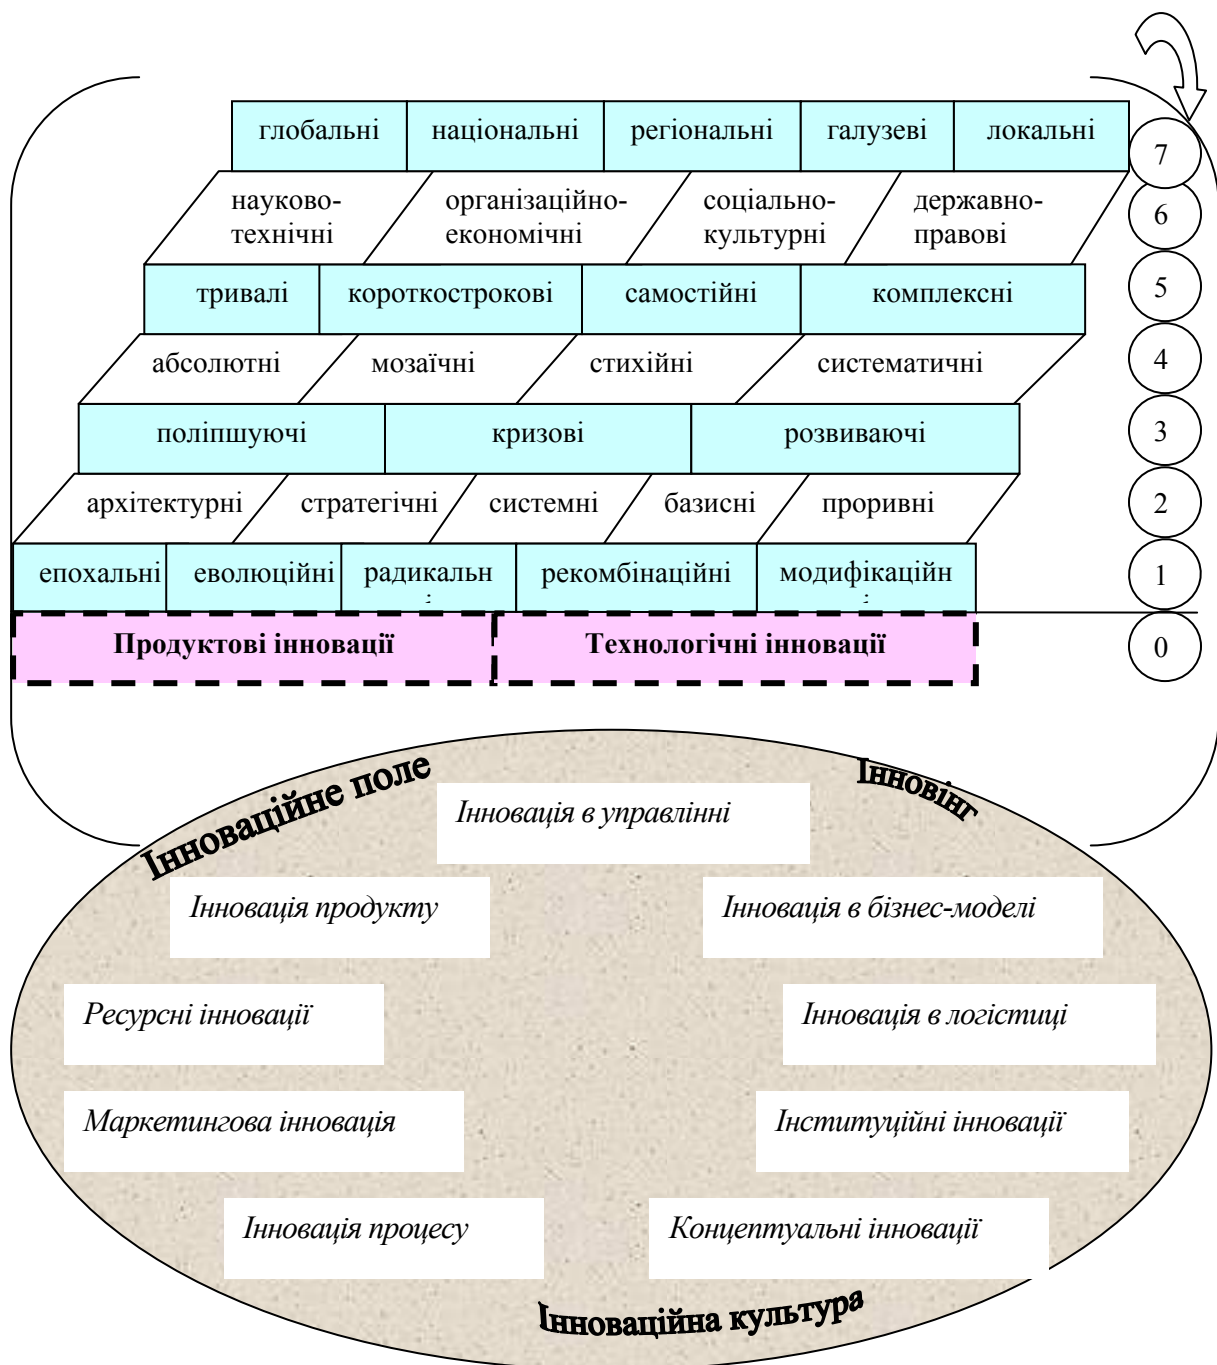 глобальні національні регіональні галузеві локальні 7
науково- організаційно- соціально- державно- 6
технічні економічні культурні правові
тривалі короткострокові самостійні комплексні 5
абсолютні мозаїчні стихійні систематичні 4
поліпшуючі кризові розвиваючі 3
архітектурні стратегічні системні базисні проривні 2
епохальні еволюційні радикальн рекомбінаційні модифікаційн 1
і і
Продуктові інновації Технологічні інновації 0
Інноваційне поле Інновінг
Інновація в управлінні
Інновація продукту Інновація в бізнес-моделі
Ресурсні інновації Інновація в логістиці
Маркетингова інновація Інституційні інновації
Інновація процесу Концептуальні інновації
Інноваційна культура